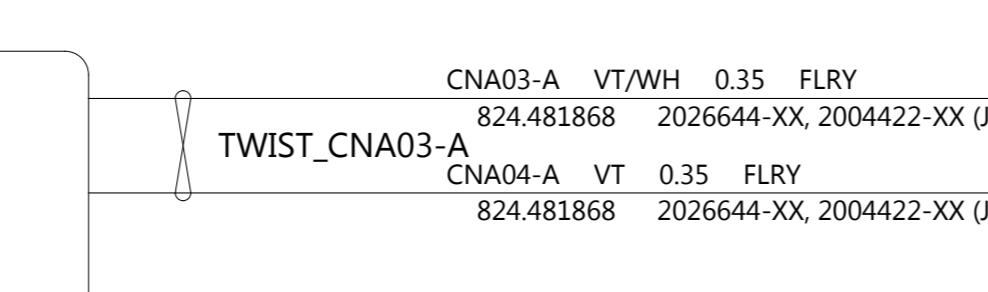 CNA03-A VT/WH 0.35 FLRY
824.481868 2026644-XX, 2004422-XX (J
TWIST_CNA03-A
CNA04-A VT 0.35 FLRY
824.481868 2026644-XX, 2004422-XX (J